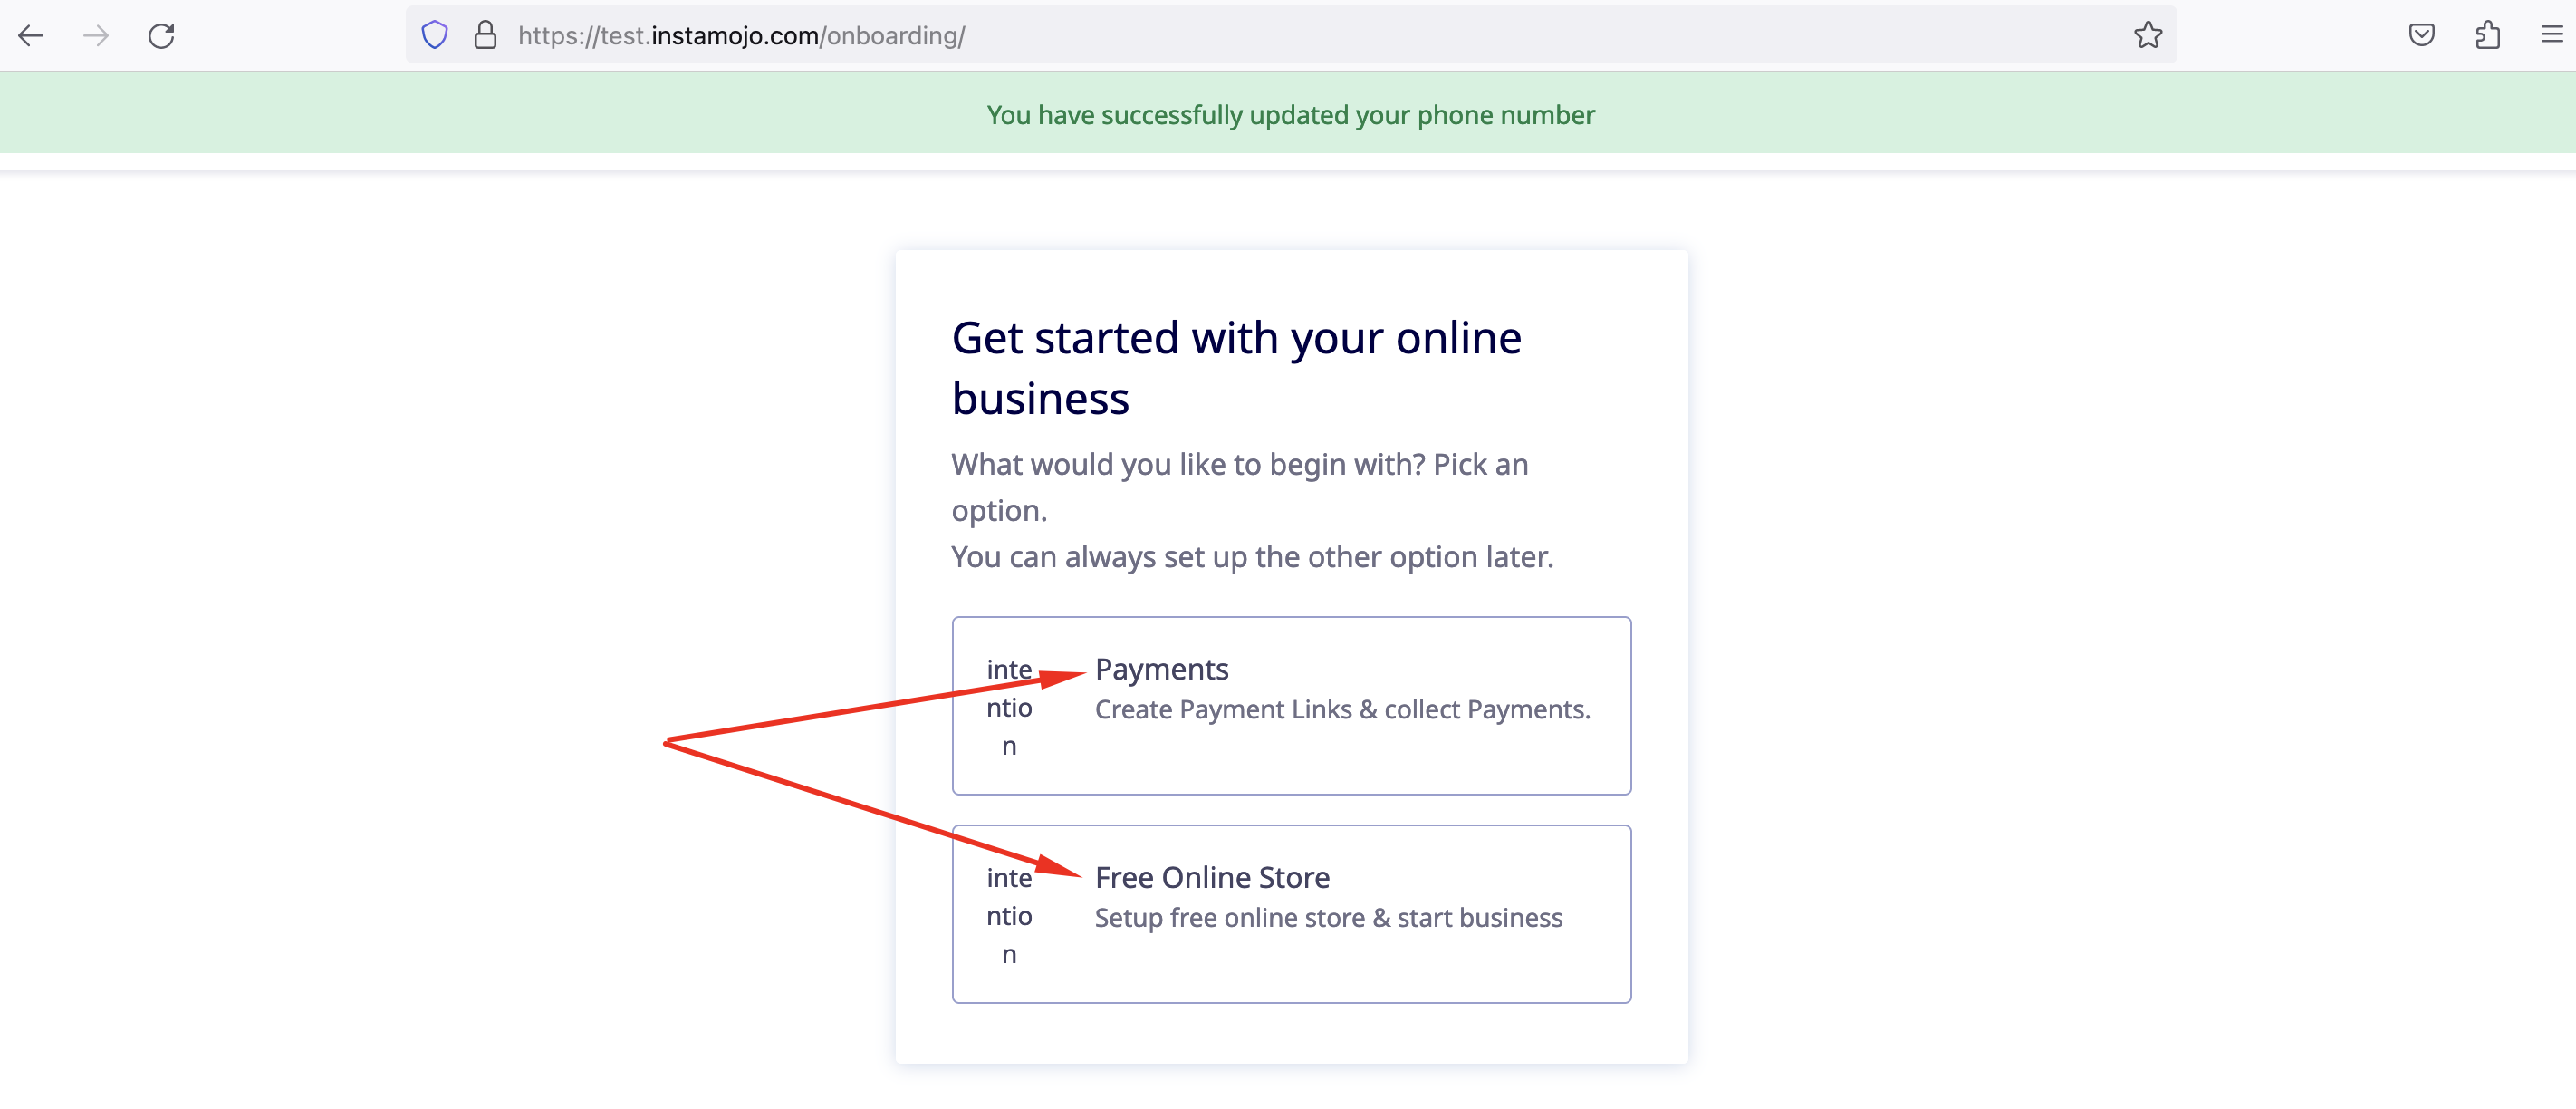 https://test.instamojo.com/onboarding/
You have successfully updated your phone number
Get started with your online
business
What would you like to begin with? Pick an
option.
You can always set up the other option later.
inte
ntio
n
Payments
Create Payment Links & collect Payments.
inte
ntio
n
Free Online Store
Setup free online store & start business